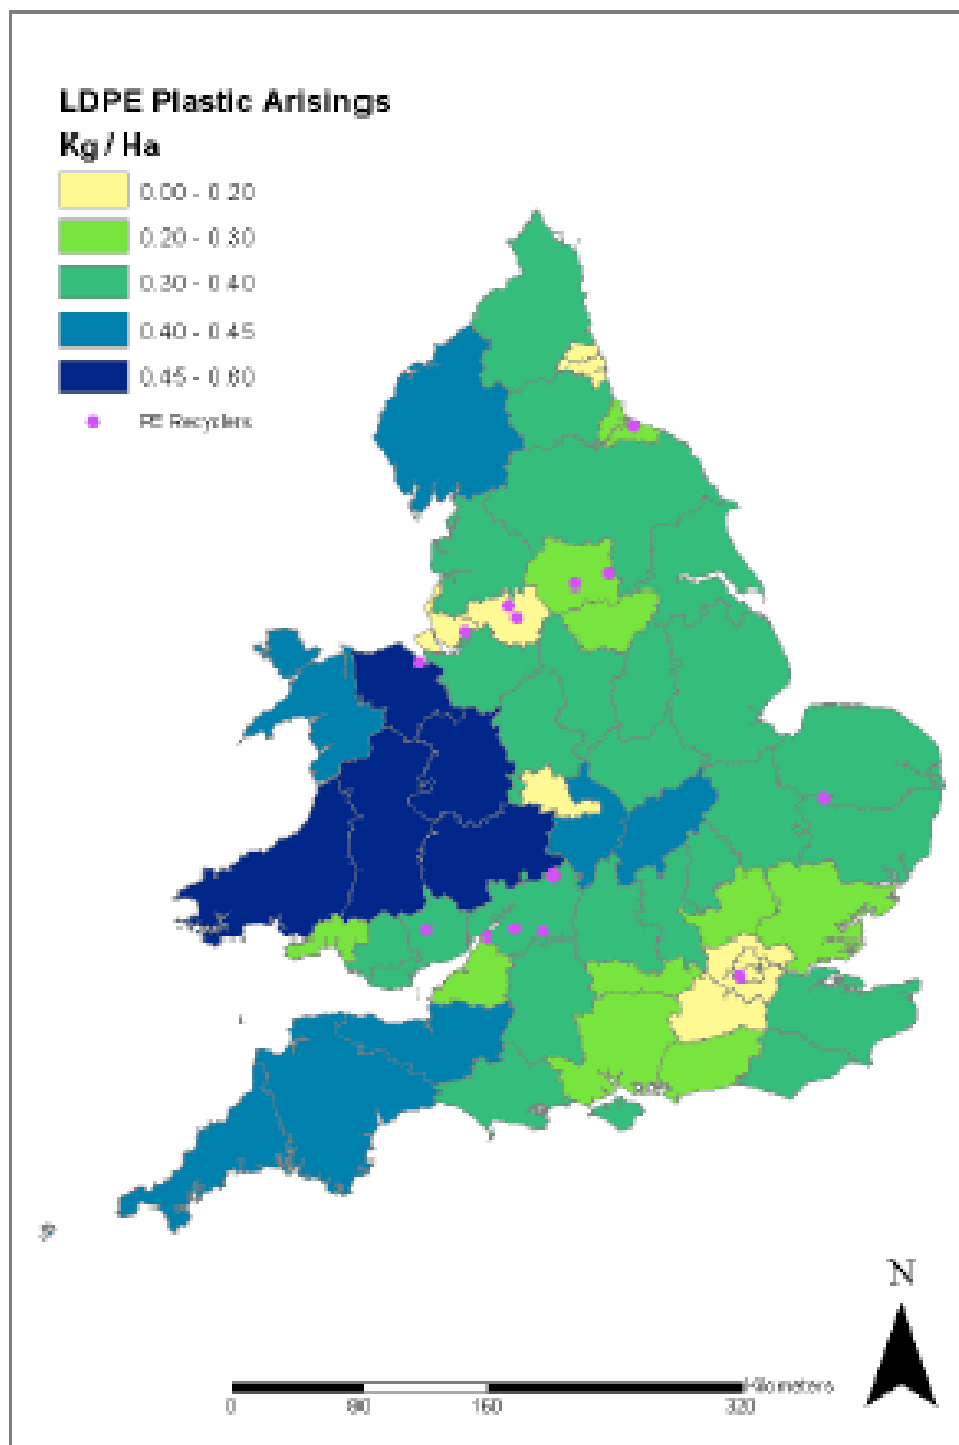 LDPE Plastic Arisings
Kg / Ha
0.00 - 0.20
0.20 - 0.30
0.30 - 0.40
0.40 - 0.45
0.45 - 0.60
PE Recyclers
N
Kilometers
0 80 160 320